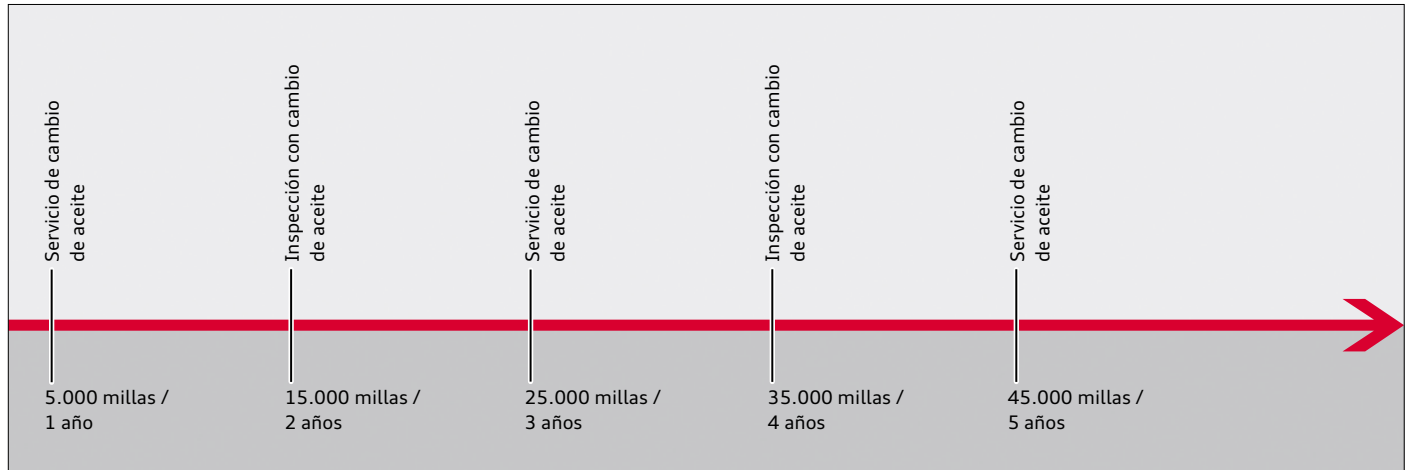 Servicio de cambio
de aceite
Inspección con cambio
de aceite
Servicio de cambio
de aceite
Inspección con cambio
de aceite
Servicio de cambio
de aceite
5.000 millas /
1 año
15.000 millas /
2 años
25.000 millas /
3 años
35.000 millas /
4 años
45.000 millas /
5 años